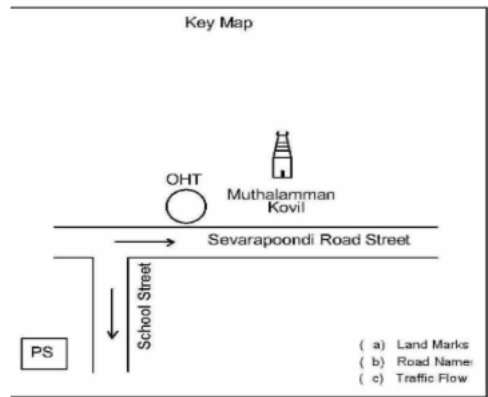 Key Map
OHT
Muthalamman
Kovil
Sevarapoondi Road Street
School Street
PS
( a) Land Marks
( b) Road Name
( c) Traffic Flow